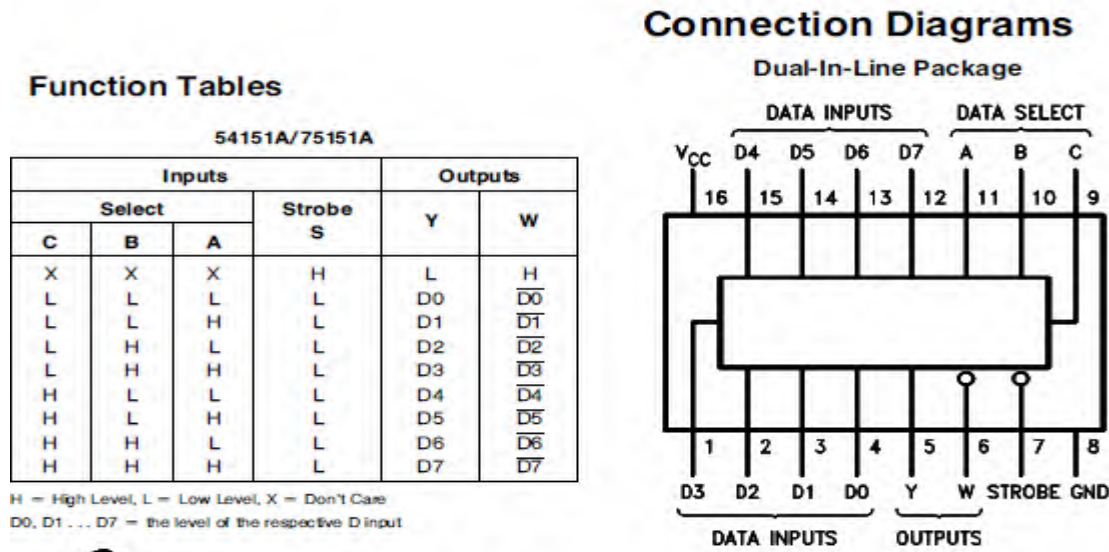 Connection Diagrams
Dual-In-Line Package
Function Tables
54151A/75151A
Inputs Outputs
Select Strobe S Y W
C B A
X X X H L H
L L L L D0 D0
L L H L D1 D1
L H L L D2 D2
L H H L D3 D3
H L L L D4 D4
H L H L D5 D5
H H L L D6 D6
H H H L D7 D7
H = High Level, L = Low Level, X = Don't Care
D0, D1 . . . D7 = the level of the respective D input
DATA INPUTS DATA SELECT
VCC D4 D5 D6 D7 A B C
16 15 14 13 12 11 10 9
1 2 3 4 5 6 7 8
D3 D2 D1 D0 Y W STROBE GND
DATA INPUTS OUTPUTS